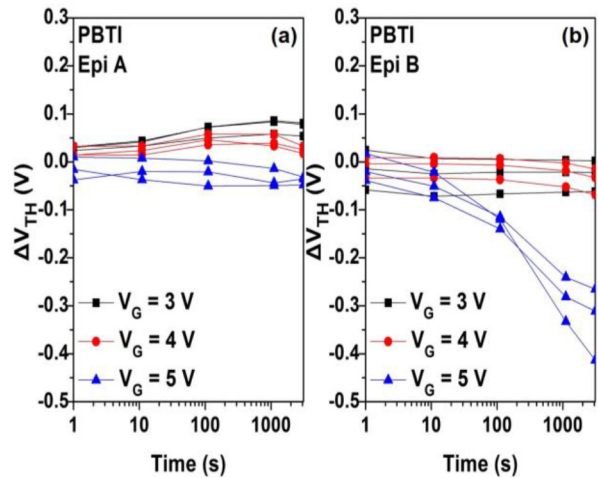 PBTI
(a)
Epi A
0.3
0.2
0.1
0.0
-0.1
-0.2
-0.3
-0.4
-0.5
ΔV_TH (V)
V_G = 3 V
V_G = 4 V
V_G = 5 V
1 10 100 1000
Time (s)
PBTI
(b)
Epi B
0.3
0.2
0.1
0.0
-0.1
-0.2
-0.3
-0.4
-0.5
ΔV_TH (V)
V_G = 3 V
V_G = 4 V
V_G = 5 V
1 10 100 1000
Time (s)